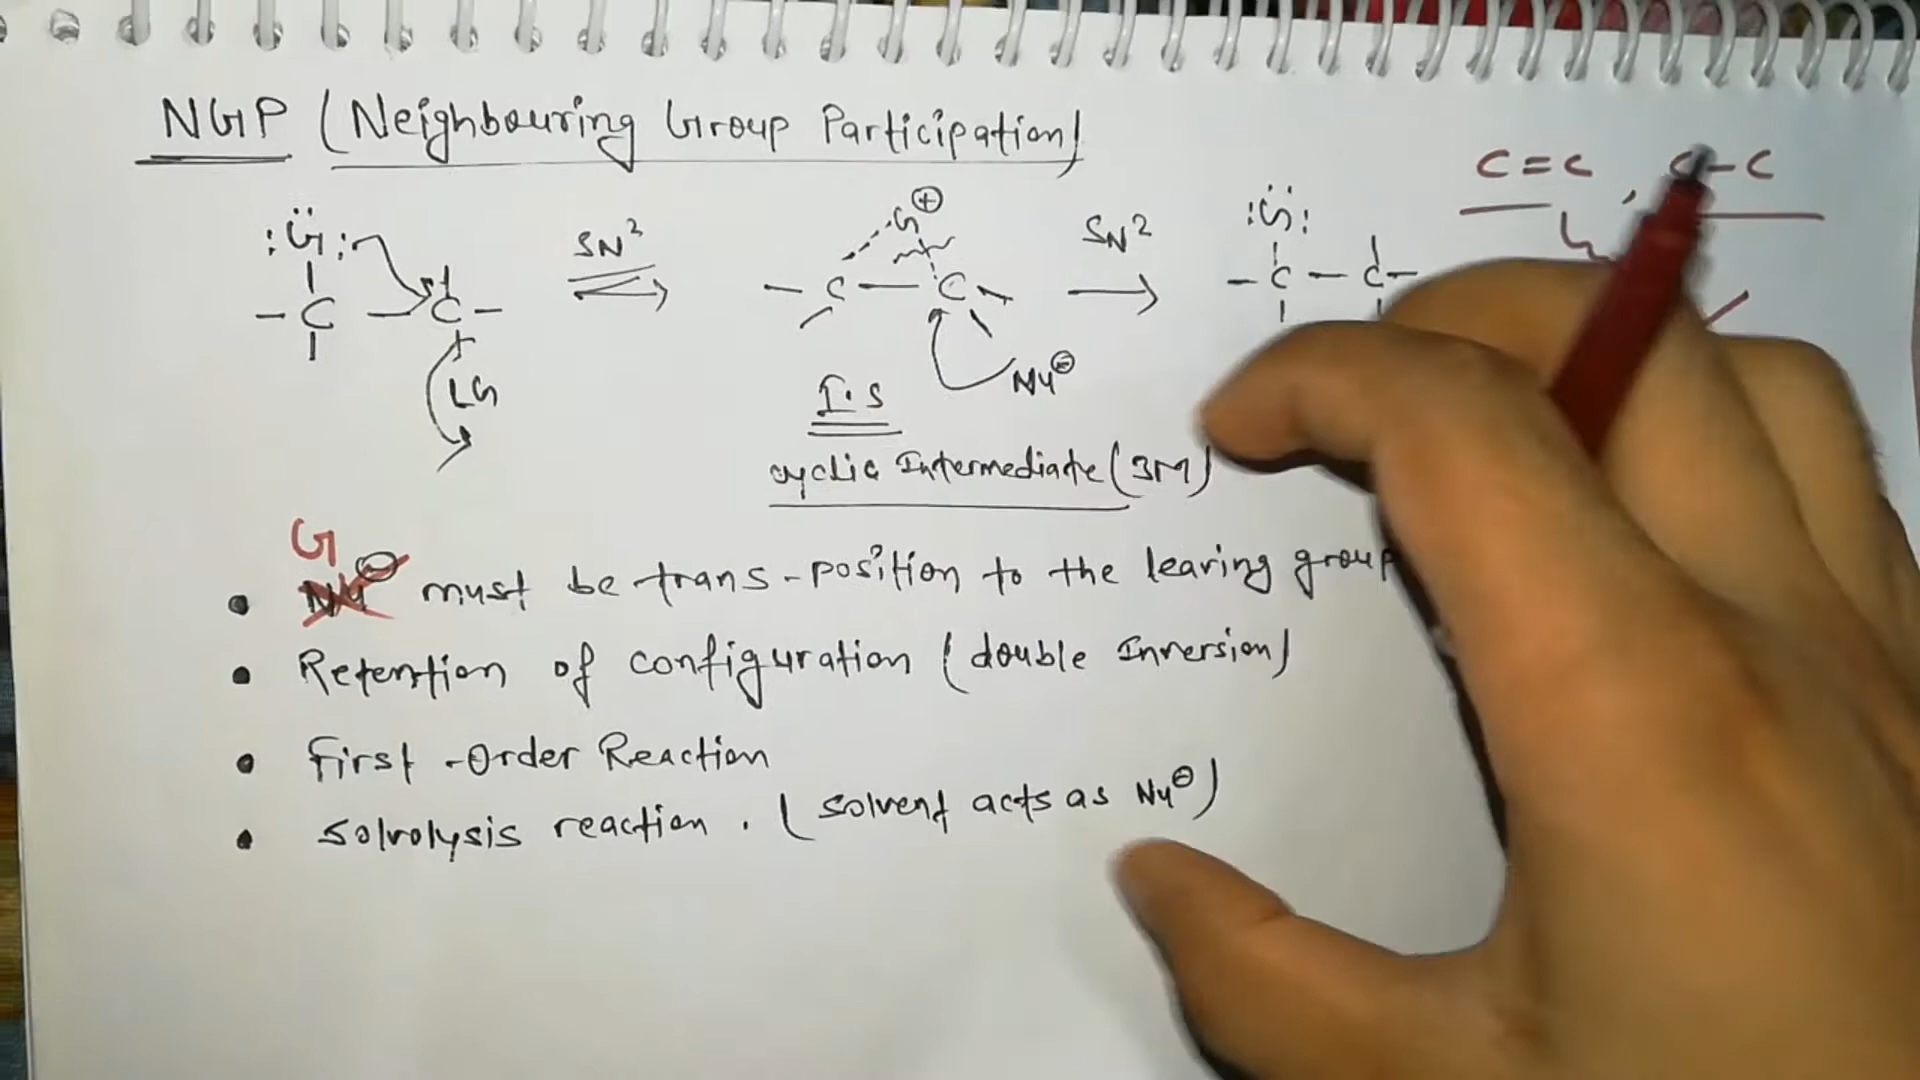 NGP (Neighbouring Group Participation)
C=C , C-C
:G̈: SN² G⊕ SN² :G̈:
-C-C- -C-C- -C-C-
LG Nu⊖
I.S
cyclic Intermediate (3M)
G
• Nu⊖ must be trans-position to the leaving group
• Retention of configuration (double Inversion)
• First-Order Reaction
• Solvolysis reaction. (solvent acts as Nu⊖)